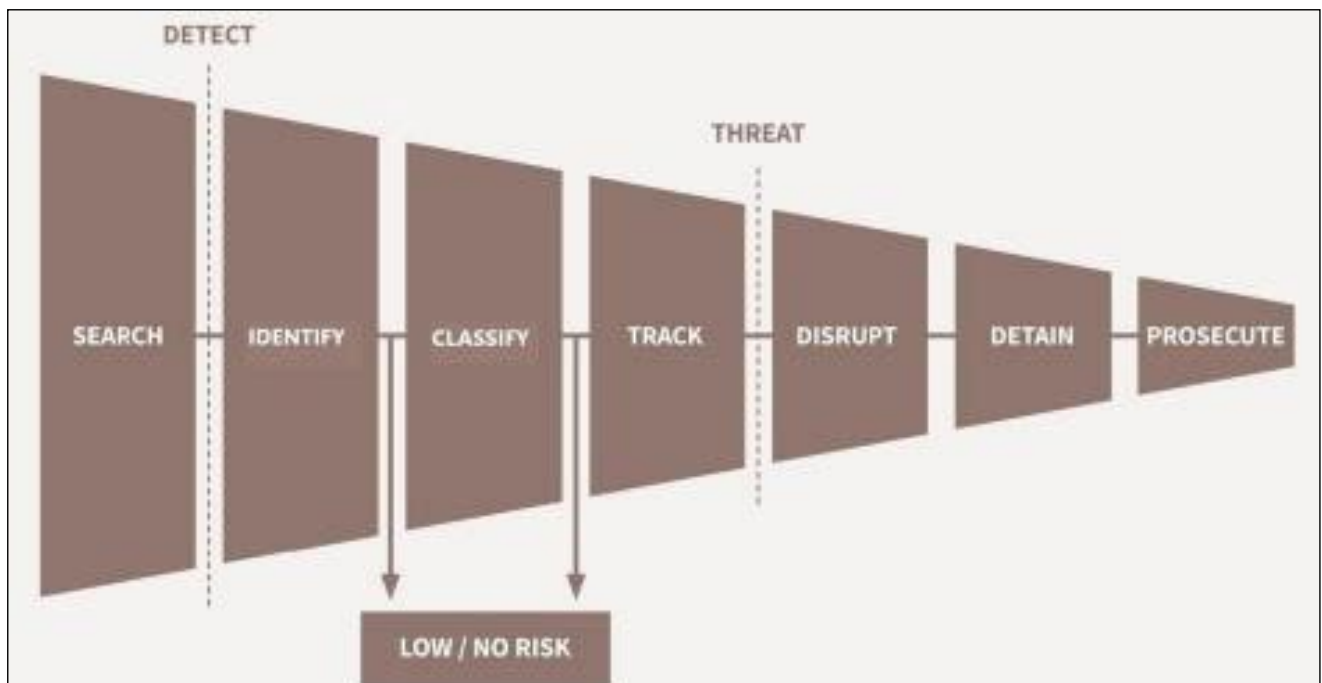 DETECT
THREAT
SEARCH
IDENTIFY
CLASSIFY
TRACK
DISRUPT
DETAIN
PROSECUTE
LOW / NO RISK